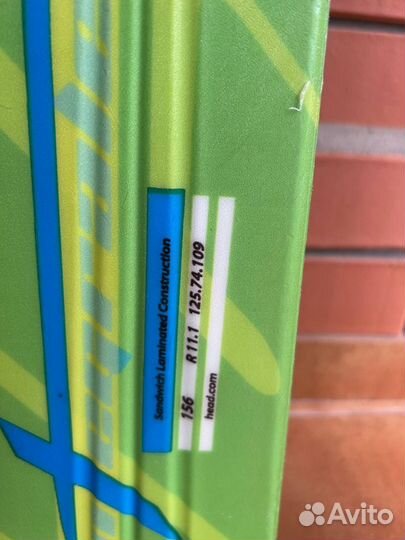 Sandwich Laminated Construction
156 R 11.1 125.74.109
head.com
Avito